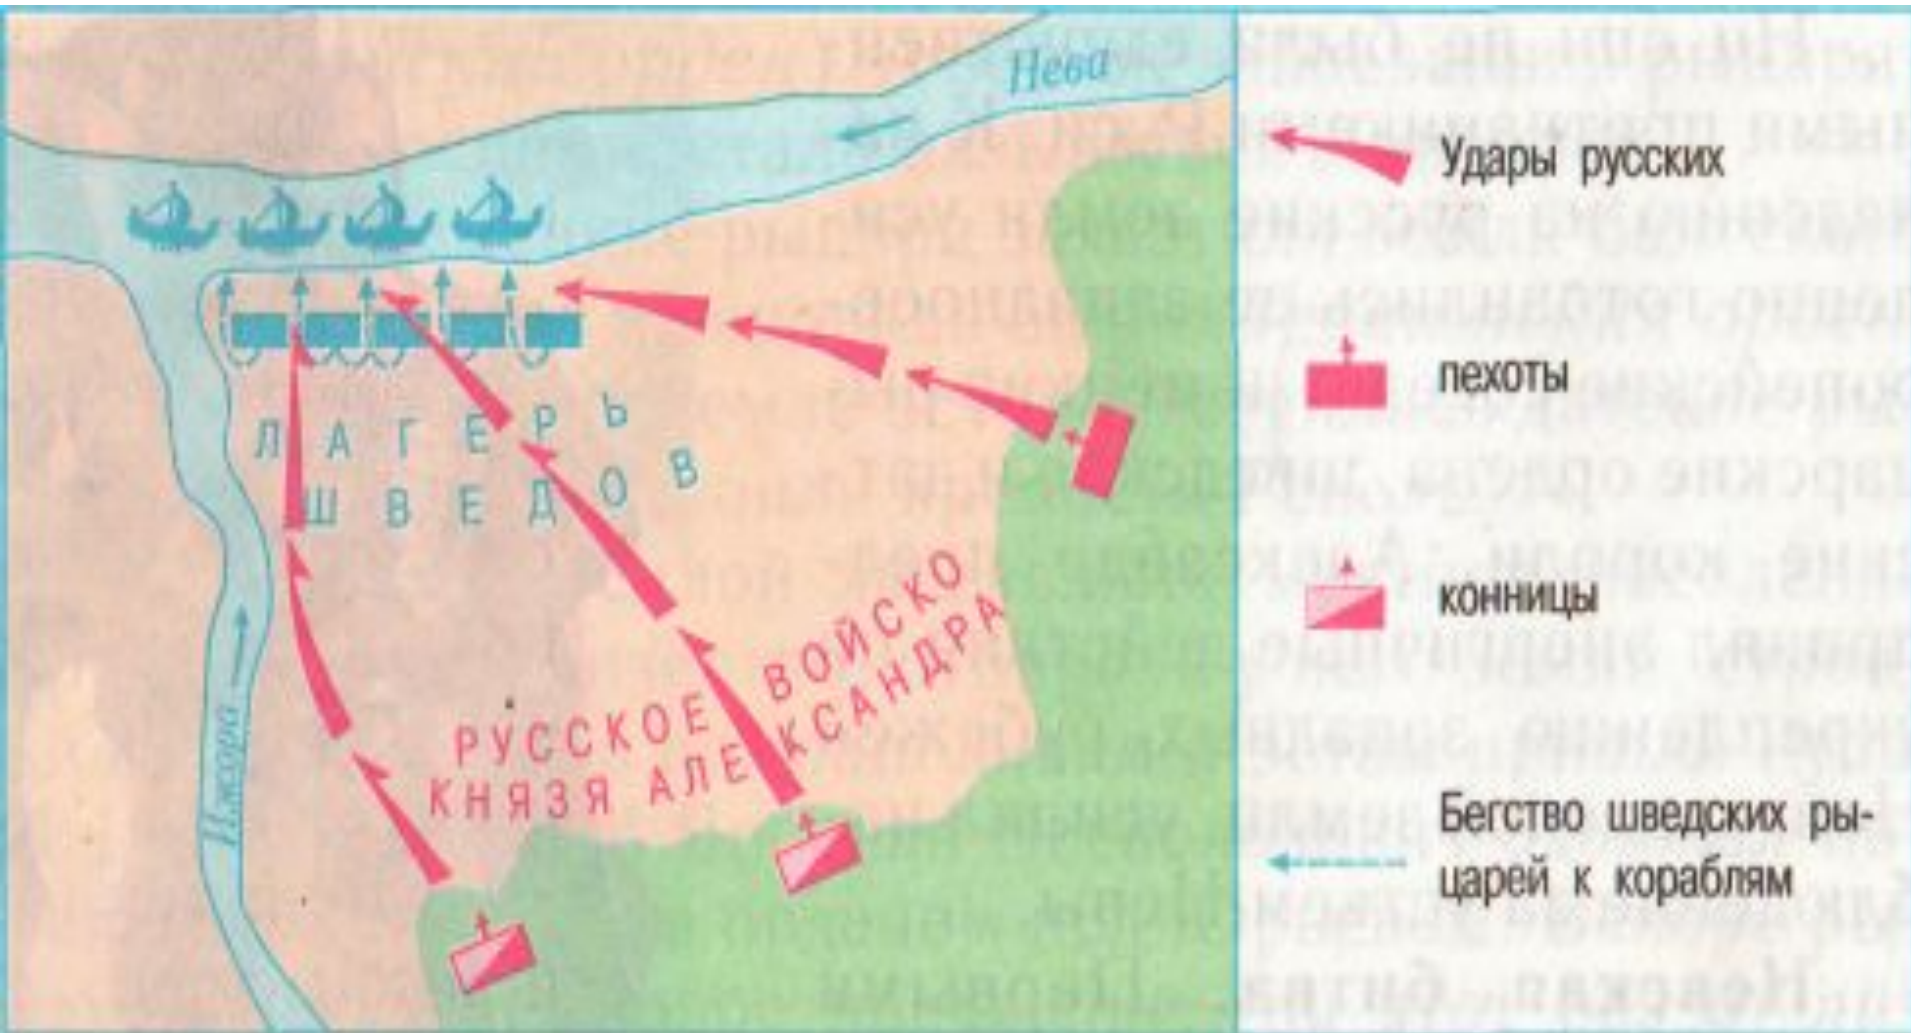 Нева
Удары русских
пехоты
ЛАГЕРЬ
ШВЕДОВ
конницы
РУССКОЕ ВОЙСКО
КНЯЗЯ АЛЕКСАНДРА
Ижора
Бегство шведских ры-
царей к кораблям